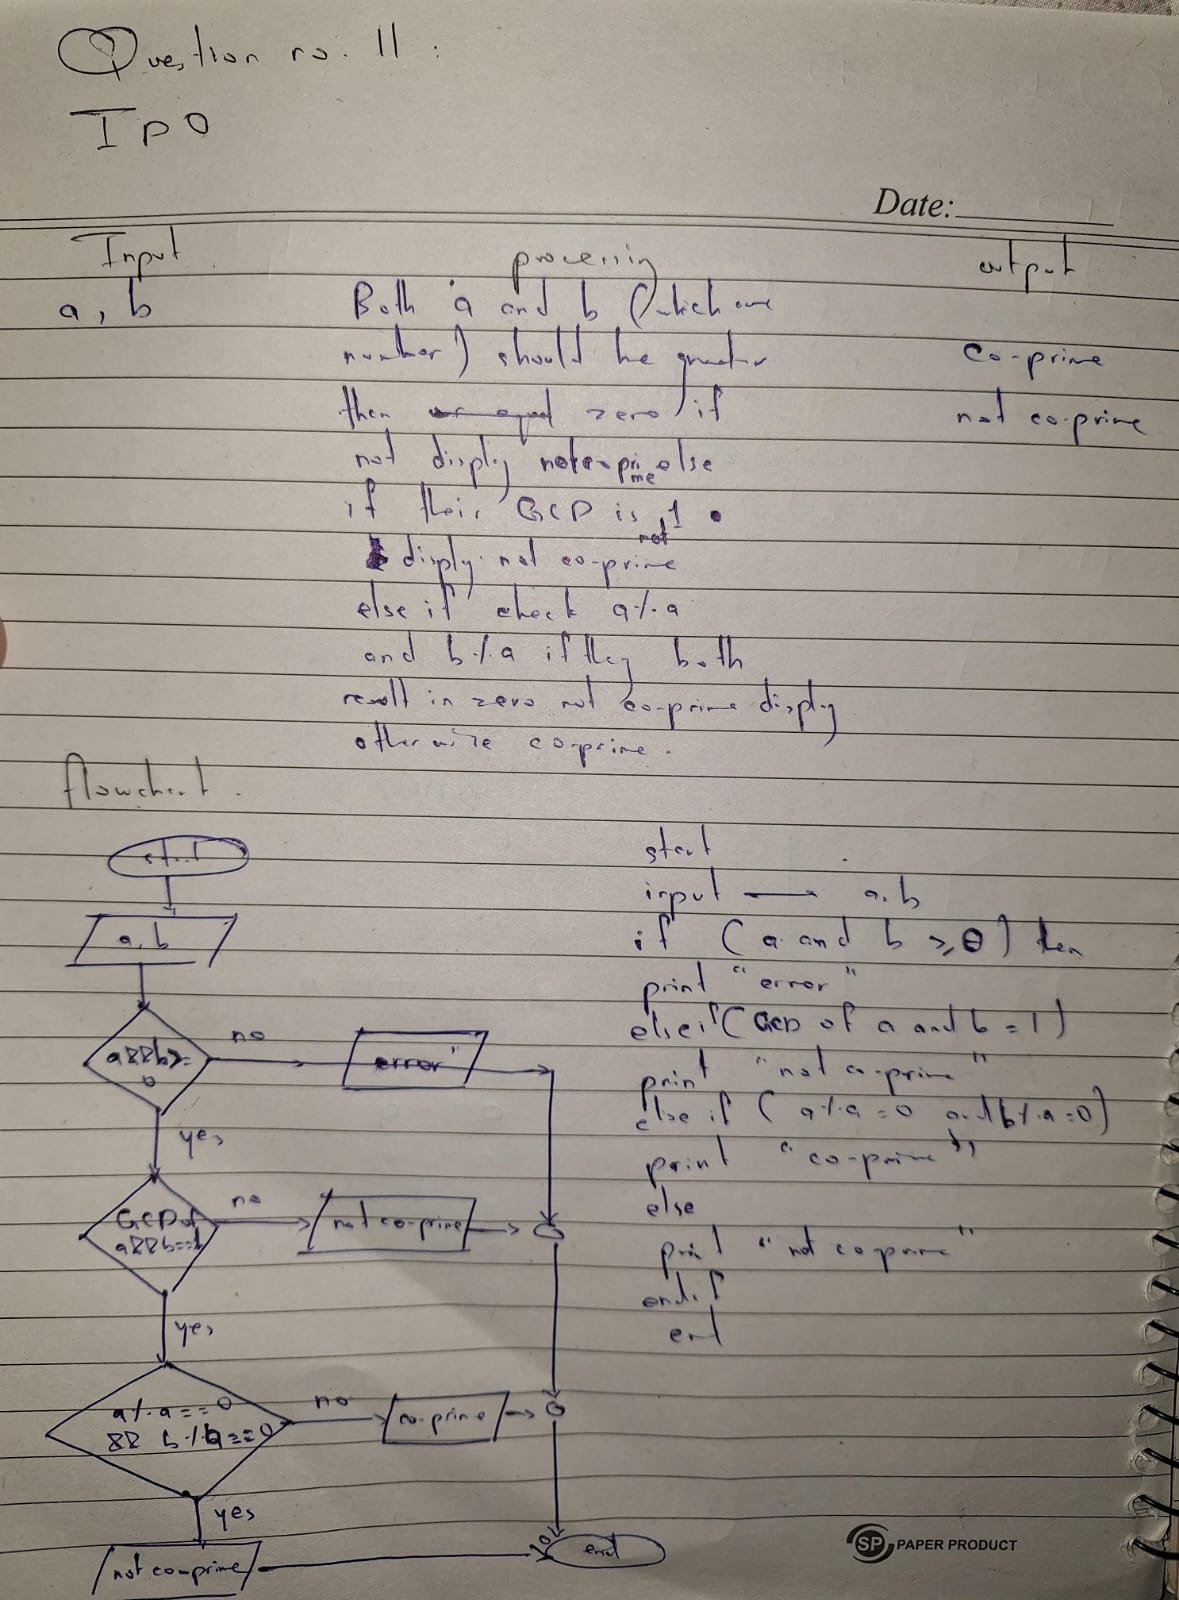 Question no. 11 :
IPO
Date:
Input processing output
a, b Both a and b (which are
number) should be greater co-prime
then or equal zero if not co-prime
not display not co-prime else
if their GCD is not 1
display not co-prime
else if check a%a
and b%a if they both
result in zero not co-prime display
otherwise co-prime.
flowchart.
start
a, b
a&&b>=
0
no
"error"
yes
GCD of
a&&b==1
no
not co-prime
yes
a%a==0
&& b%a==0
no
co-prime
yes
not co-prime
end
start
input — a, b
if (a and b ≥ 0) then
print "error"
else if (GCD of a and b = 1)
print "not co-prime"
else if (a%a=0 and b%a=0)
print "co-prime"
else
print "not co-prime"
endif
end
SP PAPER PRODUCT